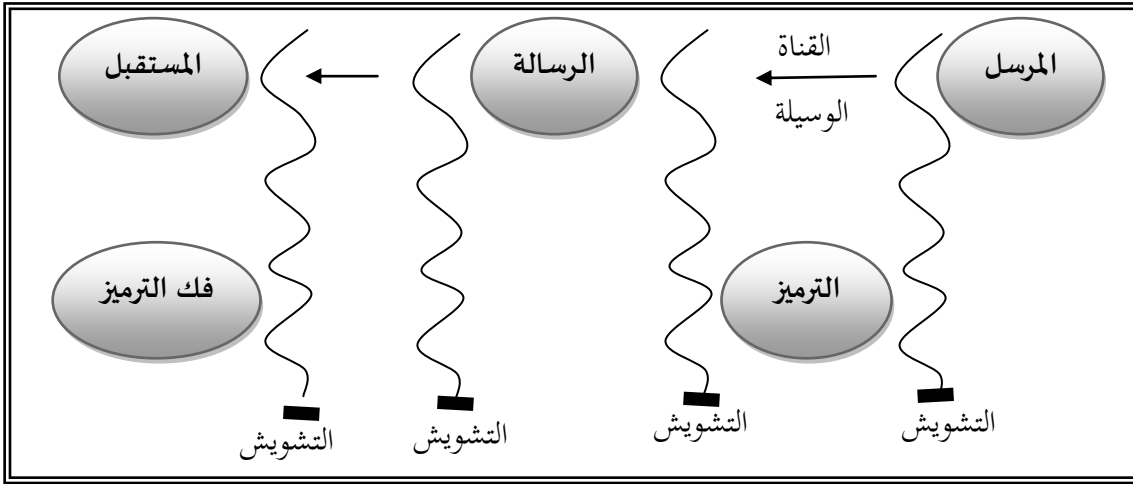 المرسل
القناة
الوسيلة
الرسالة
المستقبل
الترميز
فك الترميز
التشويش
التشويش
التشويش
التشويش